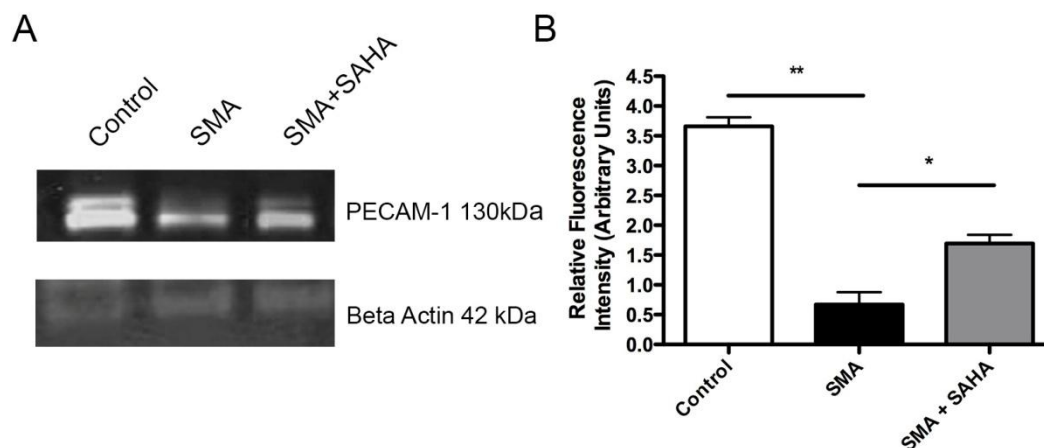 A
Control
SMA
SMA+SAHA
PECAM-1 130kDa
Beta Actin 42 kDa
B
Relative Fluorescence
Intensity (Arbitrary Units)
4.5
4.0
3.5
3.0
2.5
2.0
1.5
1.0
0.5
0.0
**
*
Control
SMA
SMA + SAHA